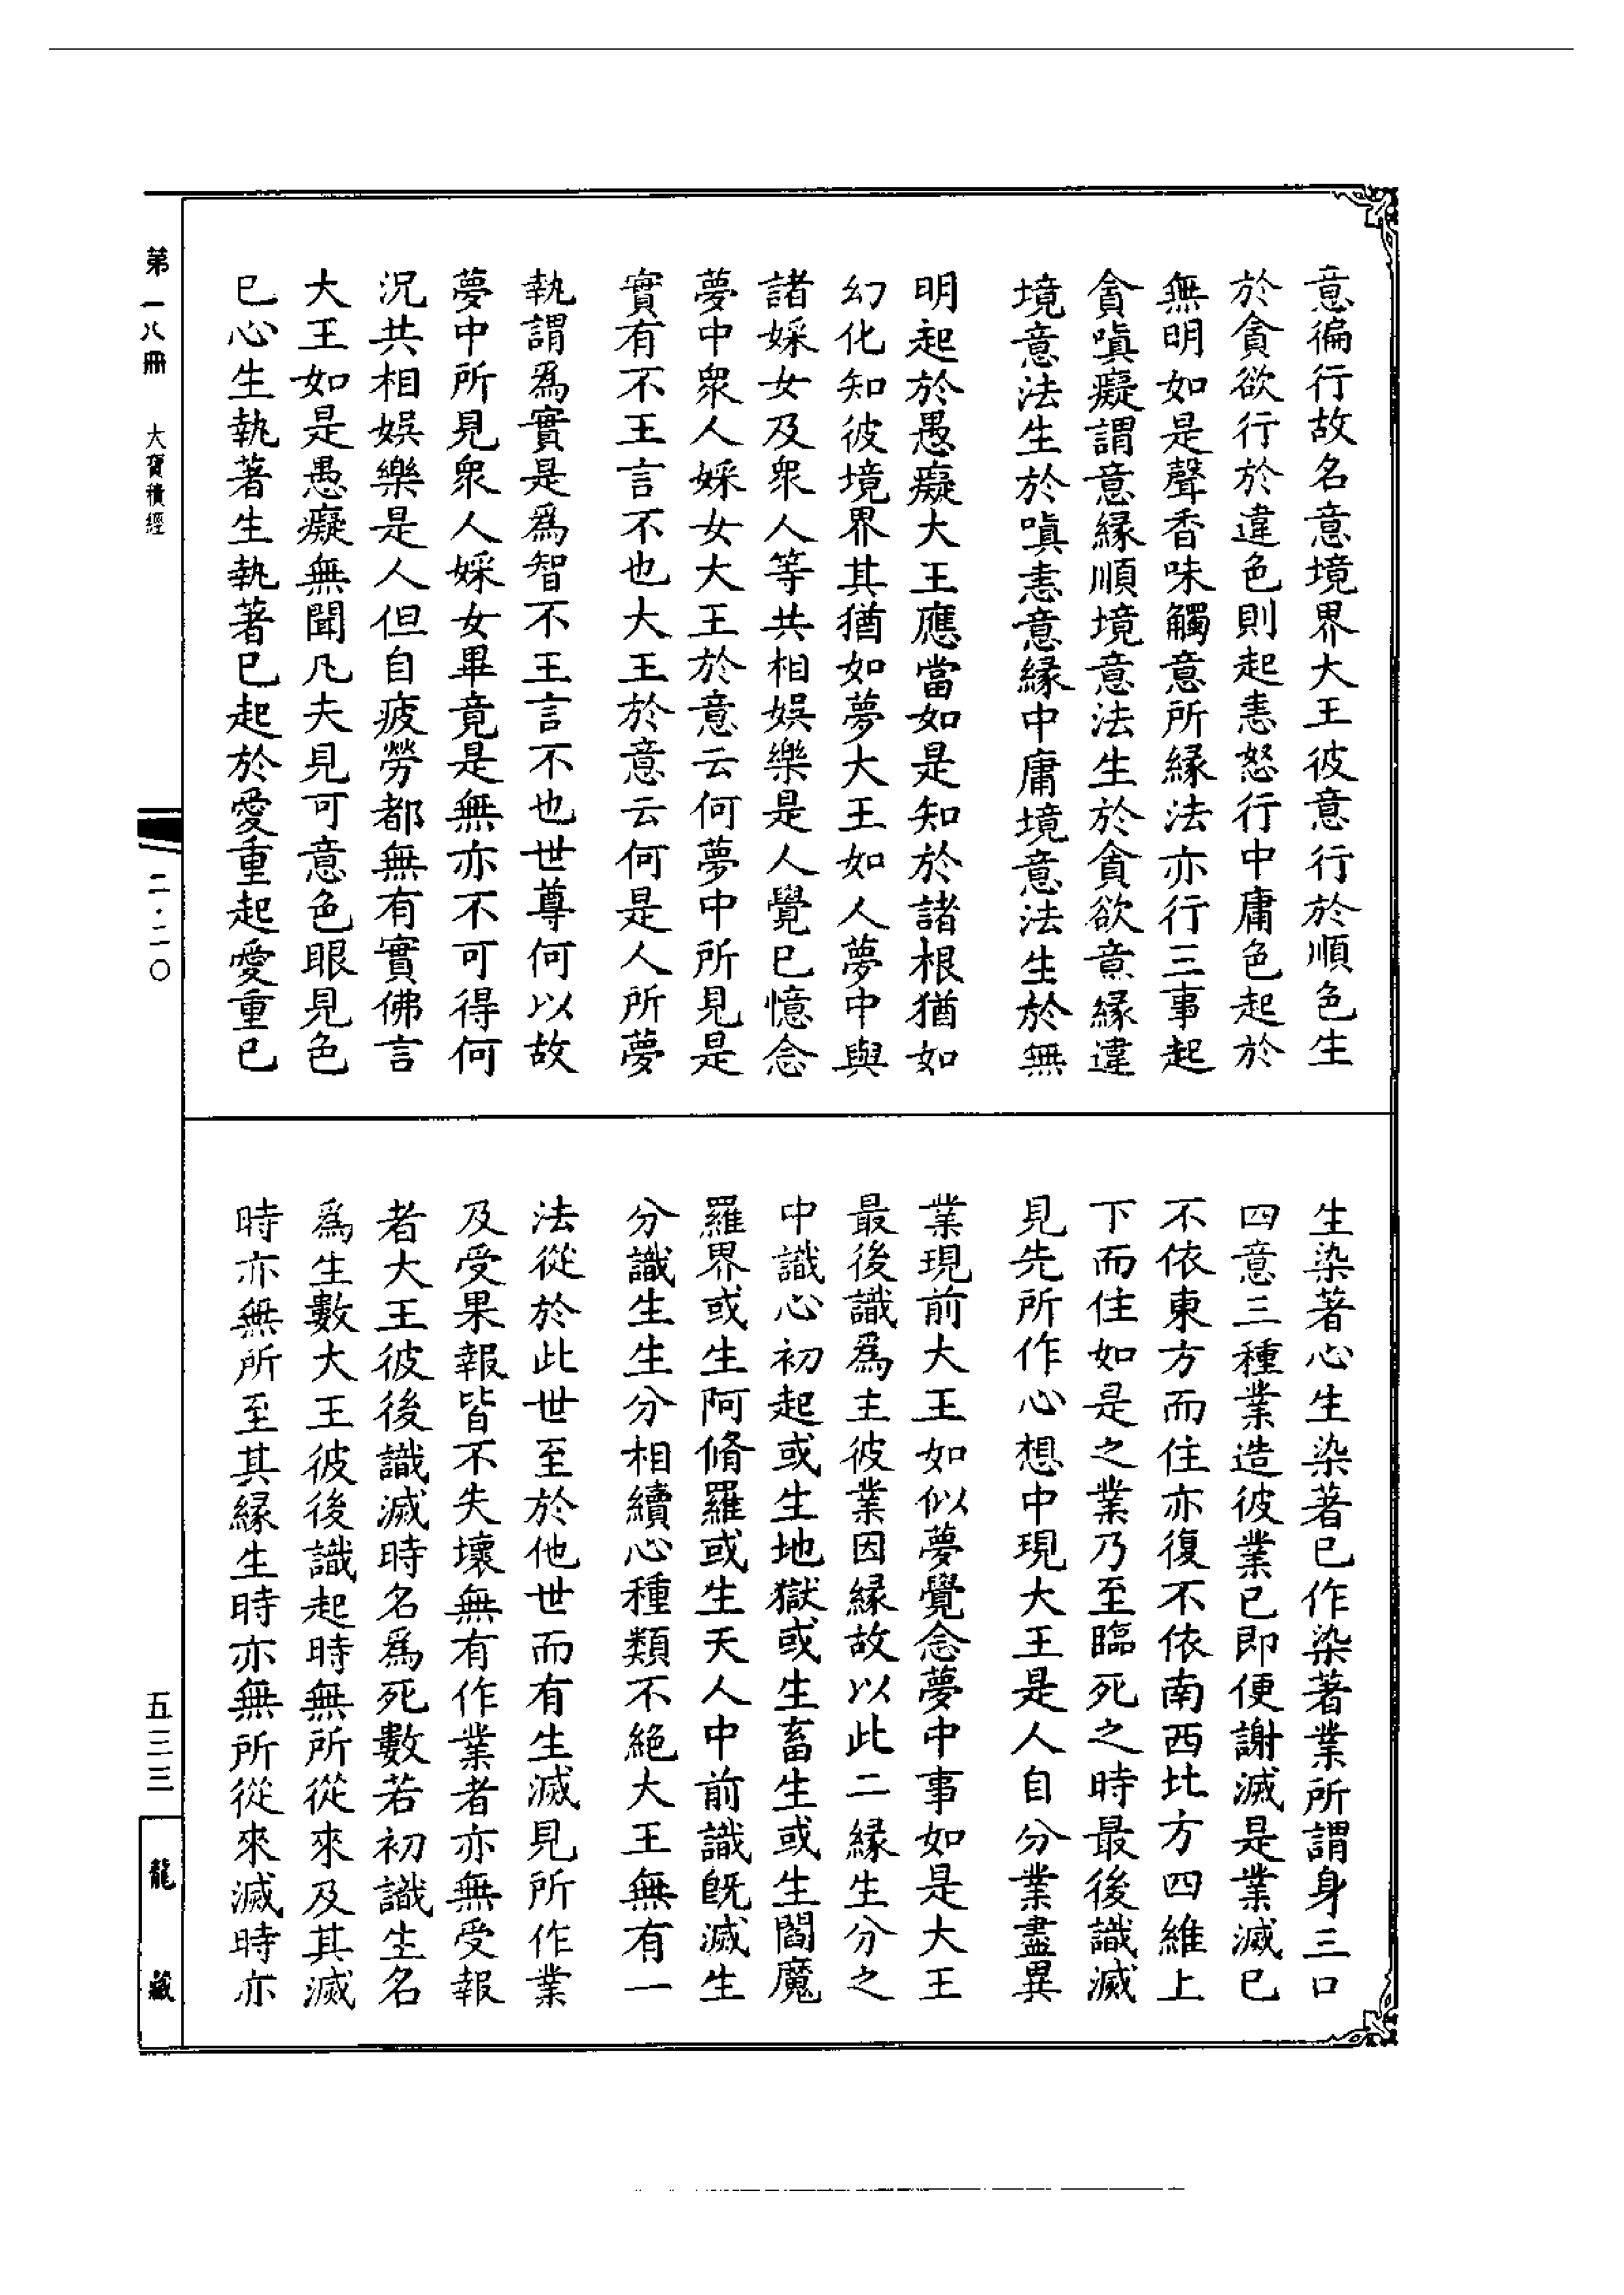 意徧行故名意境界大王彼意行於順色生
於貪欲行於違色則起恚怒行中庸色起於
無明如是聲香味觸意所緣法亦行三事起
貪嗔癡謂意緣順境意法生於貪欲意緣違
境意法生於嗔恚意緣中庸境意法生於無
明起於愚癡大王應當如是知於諸根猶如
幻化知彼境界其猶如夢大王如人夢中與
諸婇女及衆人等共相娛樂是人覺已憶念
夢中衆人婇女大王於意云何夢中所見是
實有不王言不也大王於意云何是人所夢
執謂爲實是爲智不王言不也世尊何以故
夢中所見衆人婇女畢竟是無亦不可得何
況共相娛樂是人但自疲勞都無有實佛言
大王如是愚癡無聞凡夫見可意色眼見色
已心生執著生執著已起於愛重起愛重已
生染著心生染著已作染著業所謂身三口
四意三種業造彼業已即便謝滅是業滅已
不依東方而住亦復不依南西北方四維上
下而住如是之業乃至臨死之時最後識滅
見先所作心想中現大王是人自分業盡異
業現前大王如似夢覺念夢中事如是大王
最後識爲主彼業因緣故以此二緣生分之
中識心初起或生地獄或生畜生或生閻魔
羅界或生阿脩羅或生天人中前識旣滅生
分識生生分相續心種類不絕大王無有一
法從於此世至於他世而有生滅見所作業
及受果報皆不失壞無有作業者亦無受報
者大王彼後識滅時名爲死數若初識生名
爲生數大王彼後識起時無所從來及其滅
時亦無所至其緣生時亦無所從來滅時亦
第一八冊 大寶積經 二·二〇 五三三 龍藏